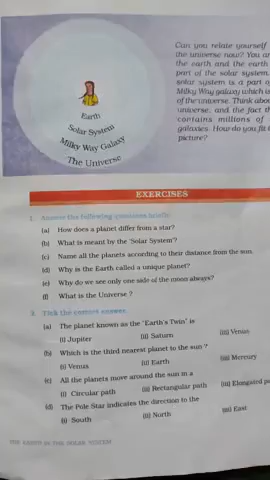 Can you relate yourself
the universe now? You ar
the earth and the earth
part of the solar system.
solar system is a part o
Milky Way galaxy which is
of the universe. Think abou
universe, and the fact th
contains millions of
galaxies. How do you fit
picture?
Earth
Solar System
Milky Way Galaxy
The Universe
EXERCISES
1. Answer the following questions briefly.
(a) How does a planet differ from a star?
(b) What is meant by the 'Solar System'?
(c) Name all the planets according to their distance from the sun.
(d) Why is the Earth called a unique planet?
(e) Why do we see only one side of the moon always?
(f) What is the Universe ?
2. Tick the correct answer.
(a) The planet known as the "Earth's Twin" is
(i) Jupiter (ii) Saturn (iii) Venus
(b) Which is the third nearest planet to the sun ?
(i) Venus (ii) Earth (iii) Mercury
(c) All the planets move around the sun in a
(i) Circular path (ii) Rectangular path (iii) Elongated pa
(d) The Pole Star indicates the direction to the
(i) South (ii) North (iii) East
THE EARTH IN THE SOLAR SYSTEM